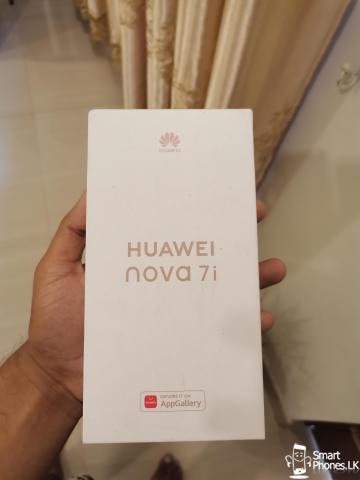 HUAWEI
HUAWEI
nova 7i
EXPLORE IT ON
AppGallery
Smart
Phones.LK